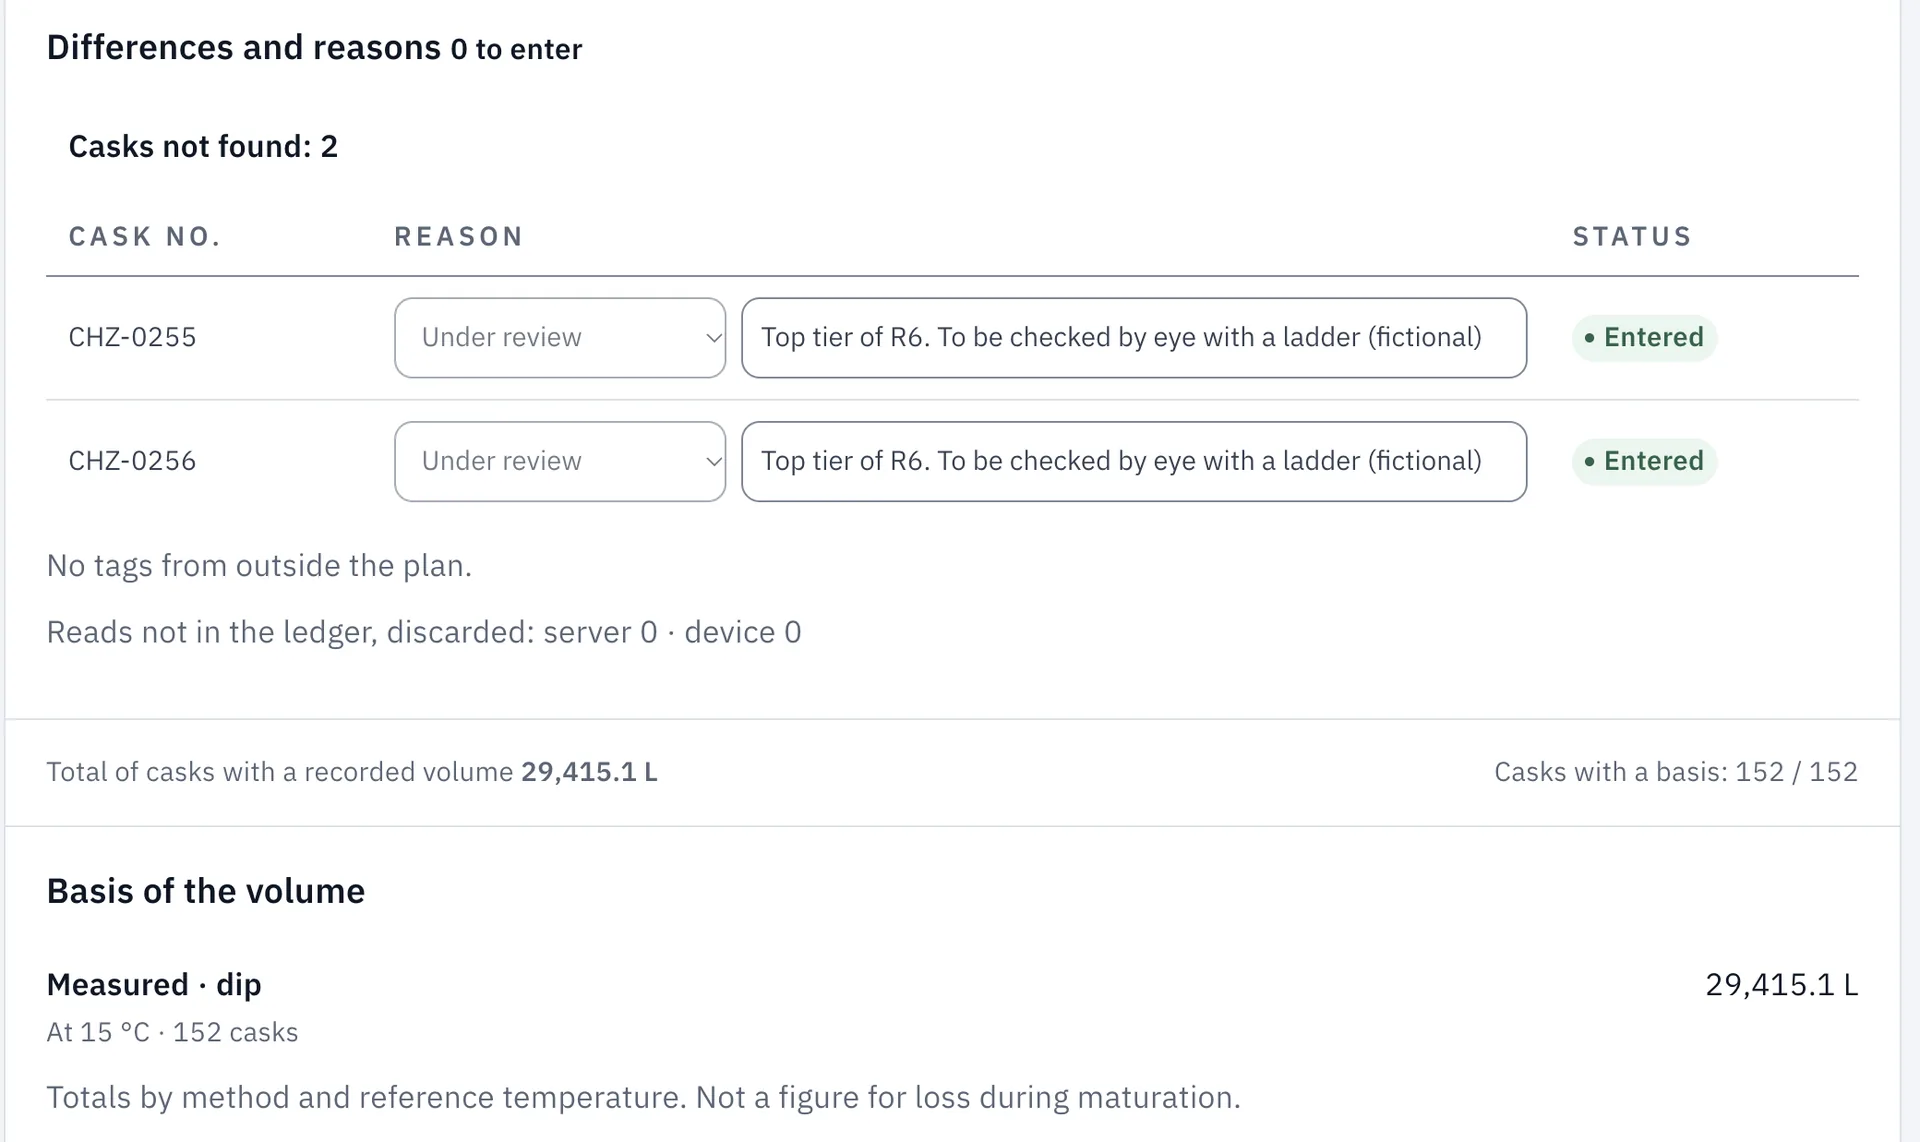 Differences and reasons 0 to enter
Casks not found: 2
CASK NO. REASON STATUS
CHZ-0255 Under review Top tier of R6. To be checked by eye with a ladder (fictional) • Entered
CHZ-0256 Under review Top tier of R6. To be checked by eye with a ladder (fictional) • Entered
No tags from outside the plan.
Reads not in the ledger, discarded: server 0 · device 0
Total of casks with a recorded volume 29,415.1 L Casks with a basis: 152 / 152
Basis of the volume
Measured · dip 29,415.1 L
At 15 °C · 152 casks
Totals by method and reference temperature. Not a figure for loss during maturation.